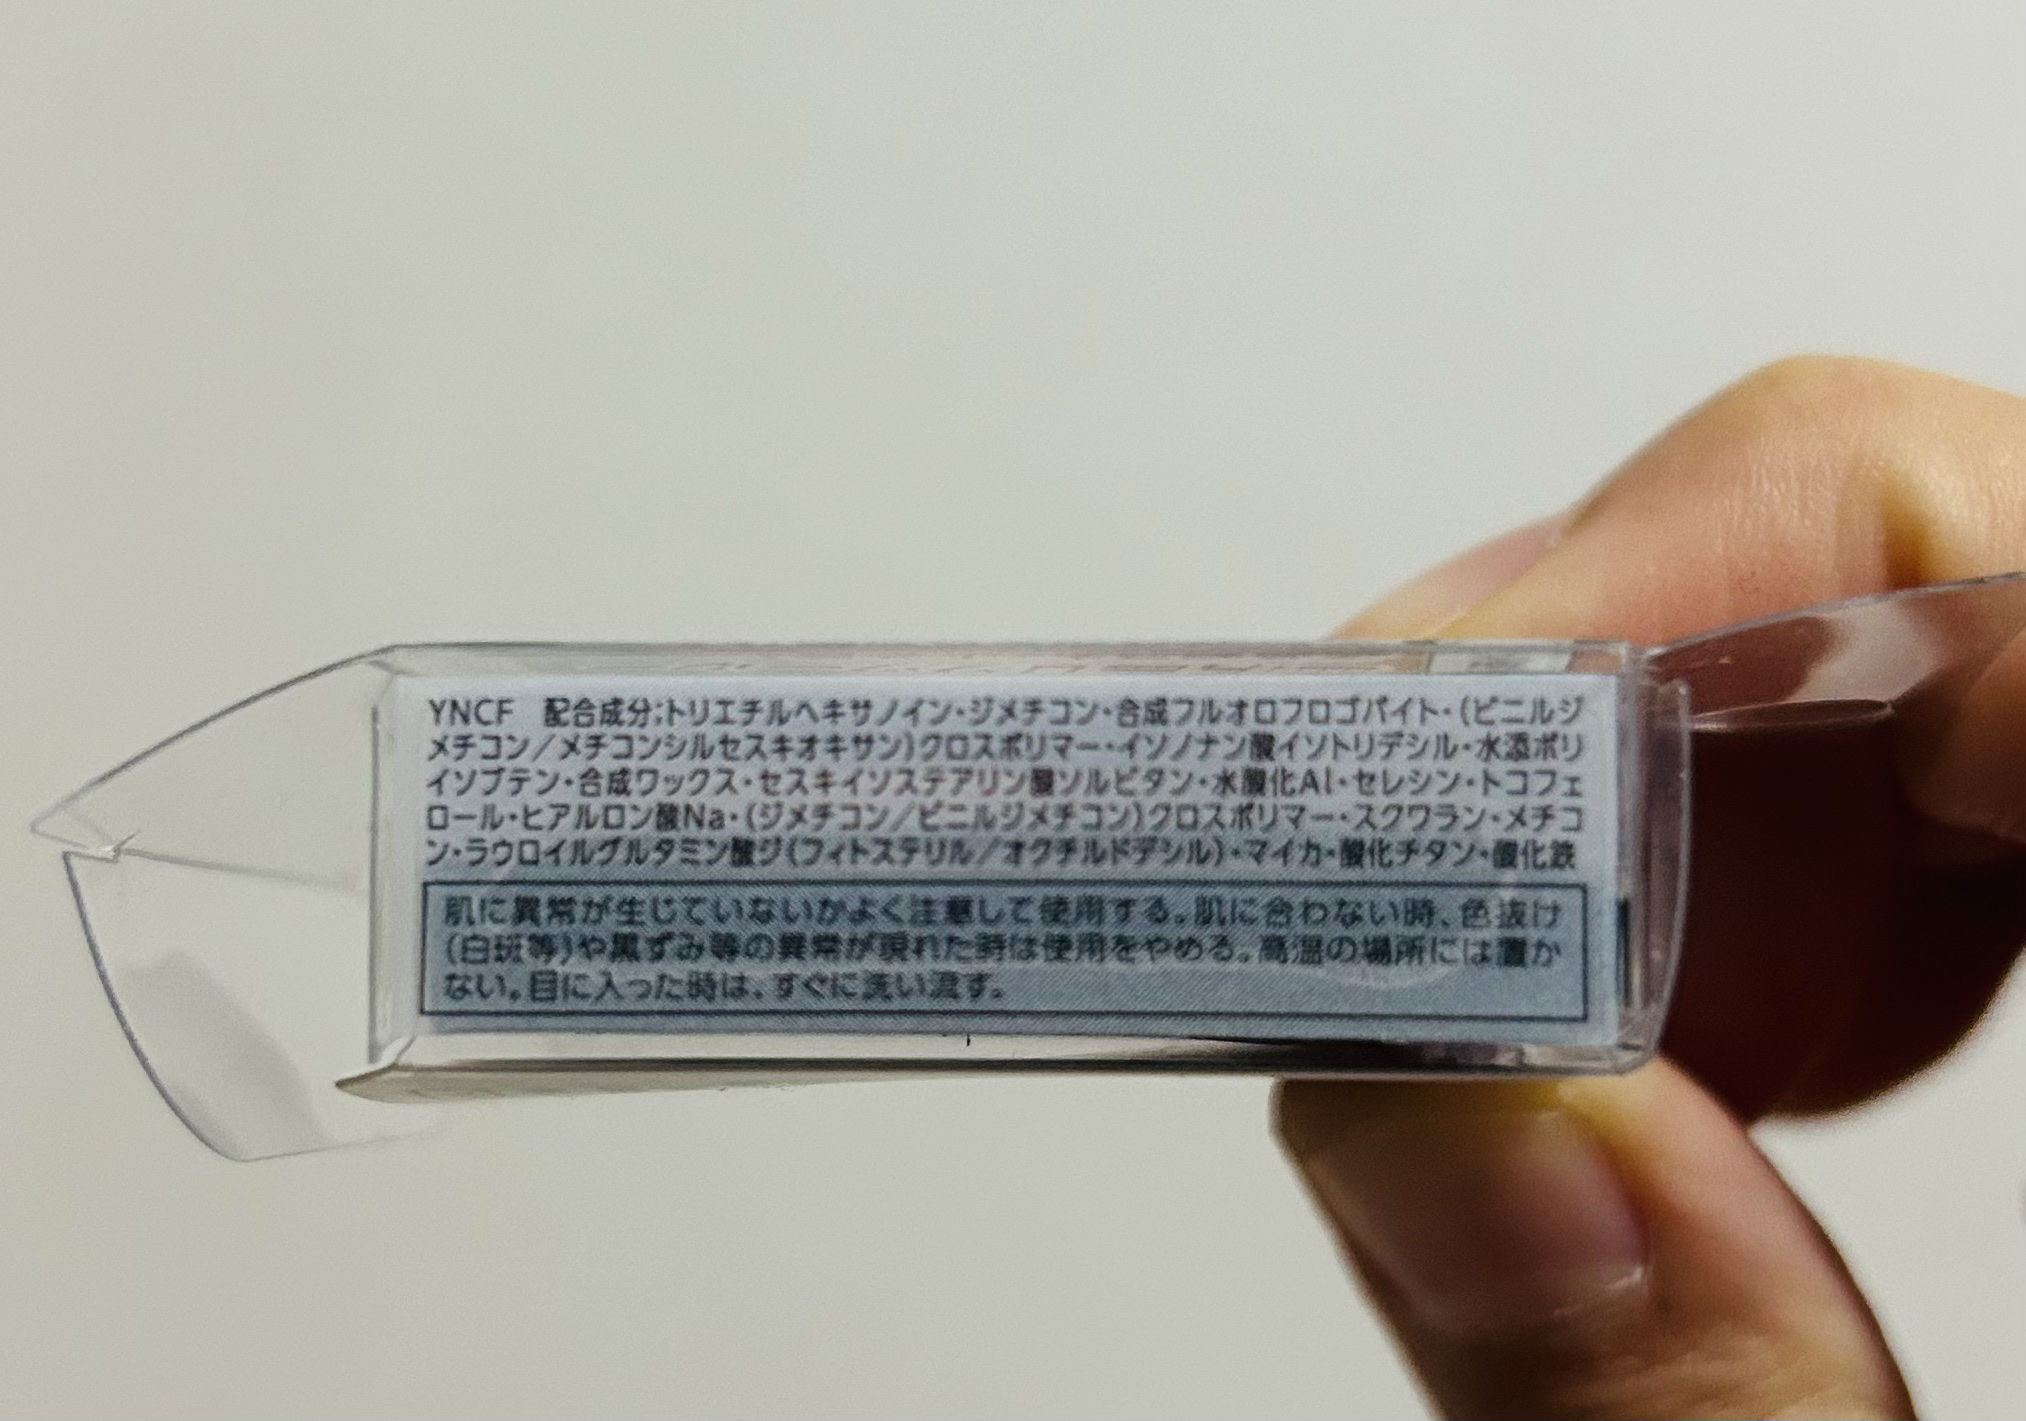 YNCF 配合成分;トリエチルヘキサノイン・ジメチコン・合成フルオロフロゴパイト・(ビニルジ
メチコン/メチコンシルセスキオキサン)クロスポリマー・イソノナン酸イソトリデシル・水添ポリ
イソブテン・合成ワックス・セスキイソステアリン酸ソルビタン・水酸化Al・セレシン・トコフェ
ロール・ヒアルロン酸Na・(ジメチコン/ビニルジメチコン)クロスポリマー・スクワラン・メチコ
ン・ラウロイルグルタミン酸ジ(フィトステリル/オクチルドデシル)・マイカ・酸化チタン・酸化鉄
肌に異常が生じていないかよく注意して使用する。肌に合わない時、色抜け
(白斑等)や黒ずみ等の異常が現れた時は使用をやめる。高温の場所には置か
ない。目に入った時は、すぐに洗い流す。